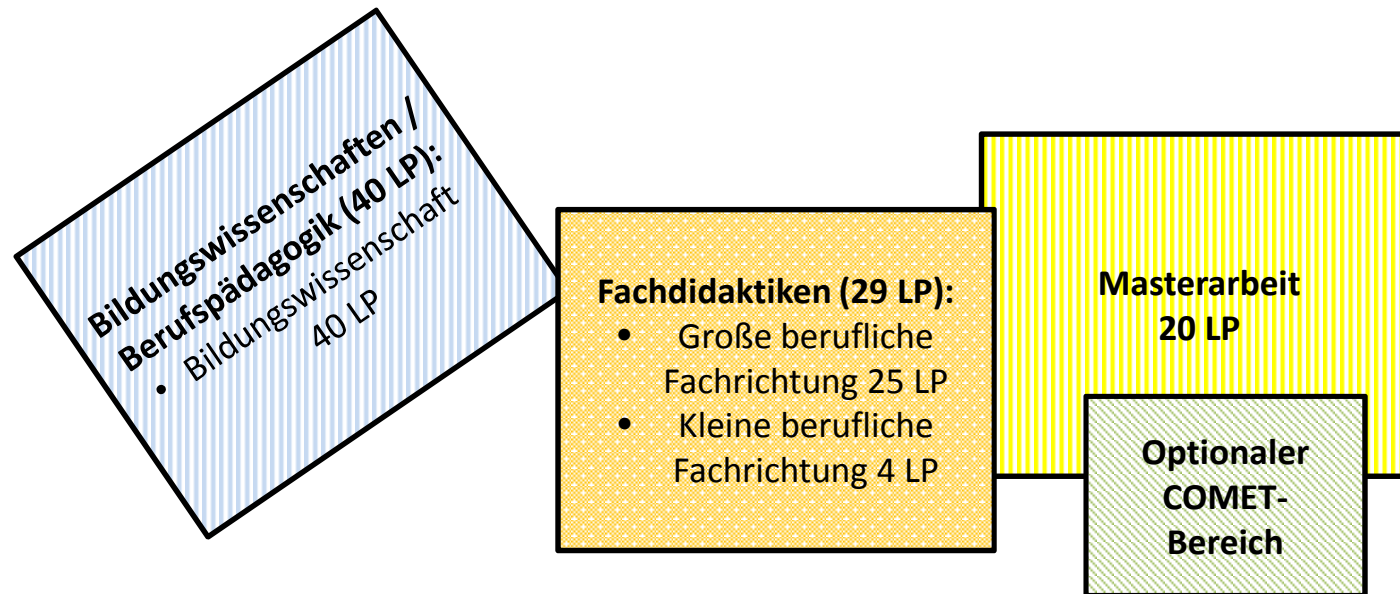 Bildungswissenschaften /
Berufspädagogik (40 LP):
• Bildungswissenschaft
40 LP
Fachdidaktiken (29 LP):
• Große berufliche
Fachrichtung 25 LP
• Kleine berufliche
Fachrichtung 4 LP
Masterarbeit
20 LP
Optionaler
COMET-
Bereich